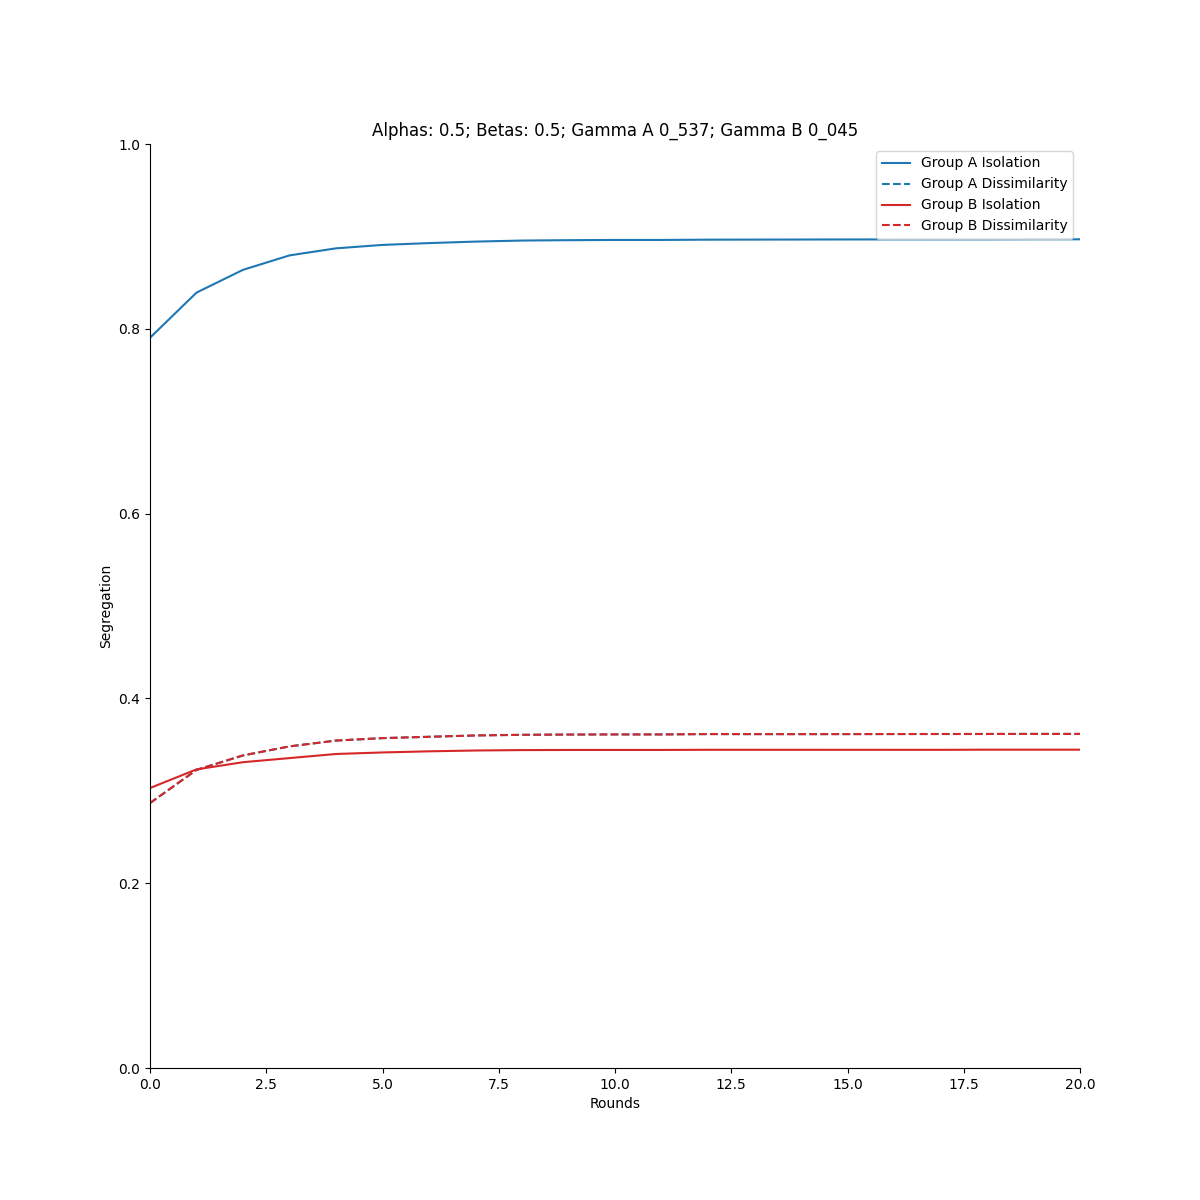 Alphas: 0.5; Betas: 0.5; Gamma A 0_537; Gamma B 0_045
1.0
Group A Isolation
Group A Dissimilarity
Group B Isolation
Group B Dissimilarity
0.8
0.6
Segregation
0.4
0.2
0.0
0.0 2.5 5.0 7.5 10.0 12.5 15.0 17.5 20.0
Rounds